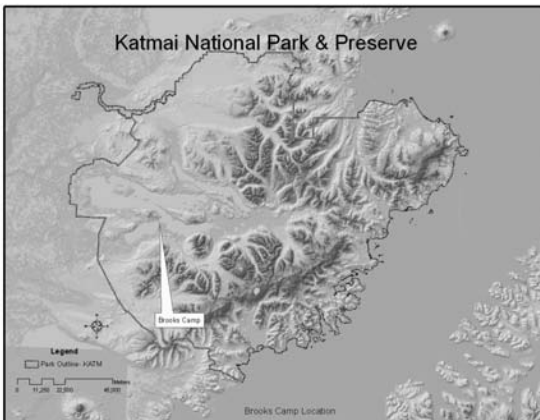 Katmai National Park & Preserve
Brooks Camp
Legend
Park Outline- KATM
Meters
0 11,250 22,500 45,000
Brooks Camp Location